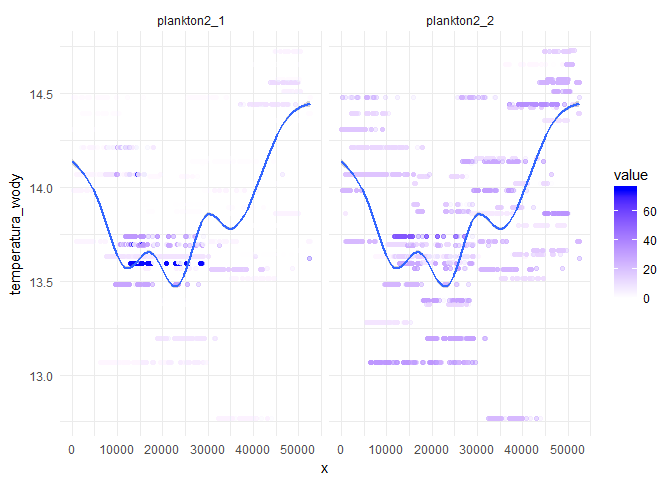 plankton2_1 plankton2_2
temperatura_wody
14.5
14.0
13.5
13.0
value
60
40
20
0
0 10000 20000 30000 40000 50000 0 10000 20000 30000 40000 50000
x